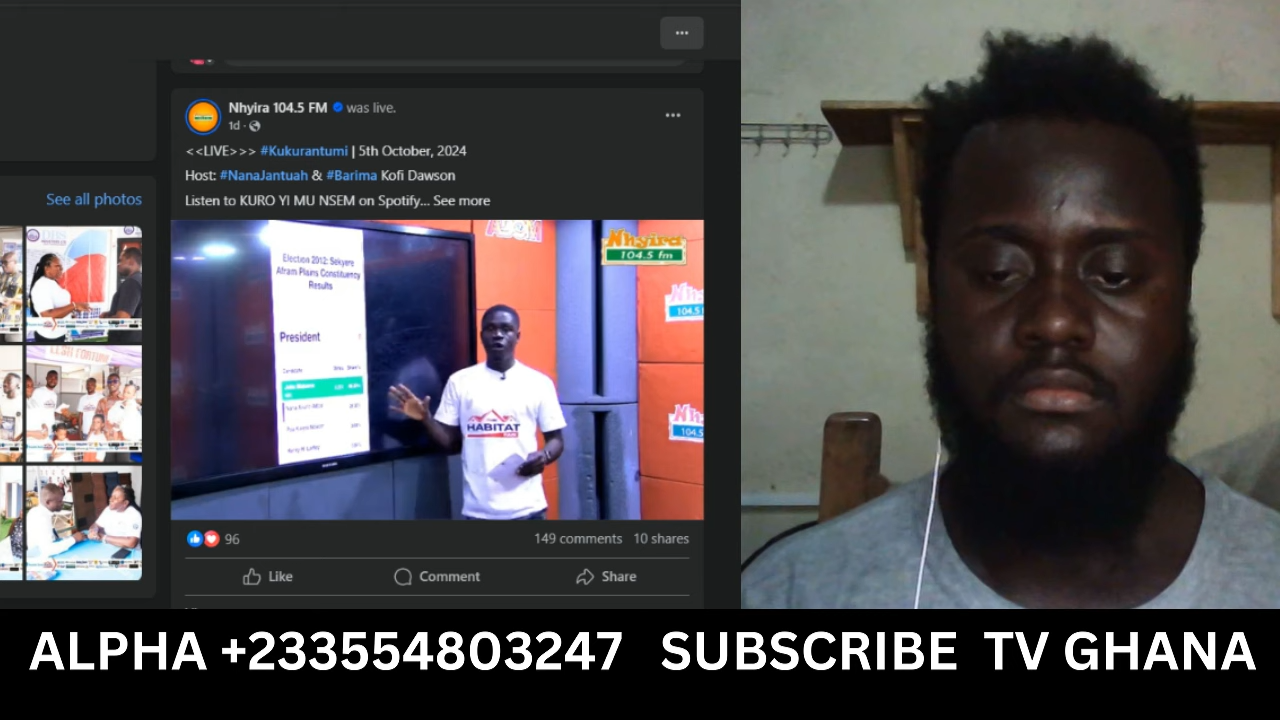 ...
Nhyira 104.5 FM was live.
1d ·
<<LIVE>>> #Kukurantumi | 5th October, 2024
Host: #NanaJantuah & #Barima Kofi Dawson
Listen to KURO YI MU NSEM on Spotify... See more
See all photos
Election 2012: Sekyere
Afram Plains Constituency
Results
President
Nhyira
104.5 fm
HABITAT
96
149 comments 10 shares
Like Comment Share
ALPHA +233554803247 SUBSCRIBE TV GHANA